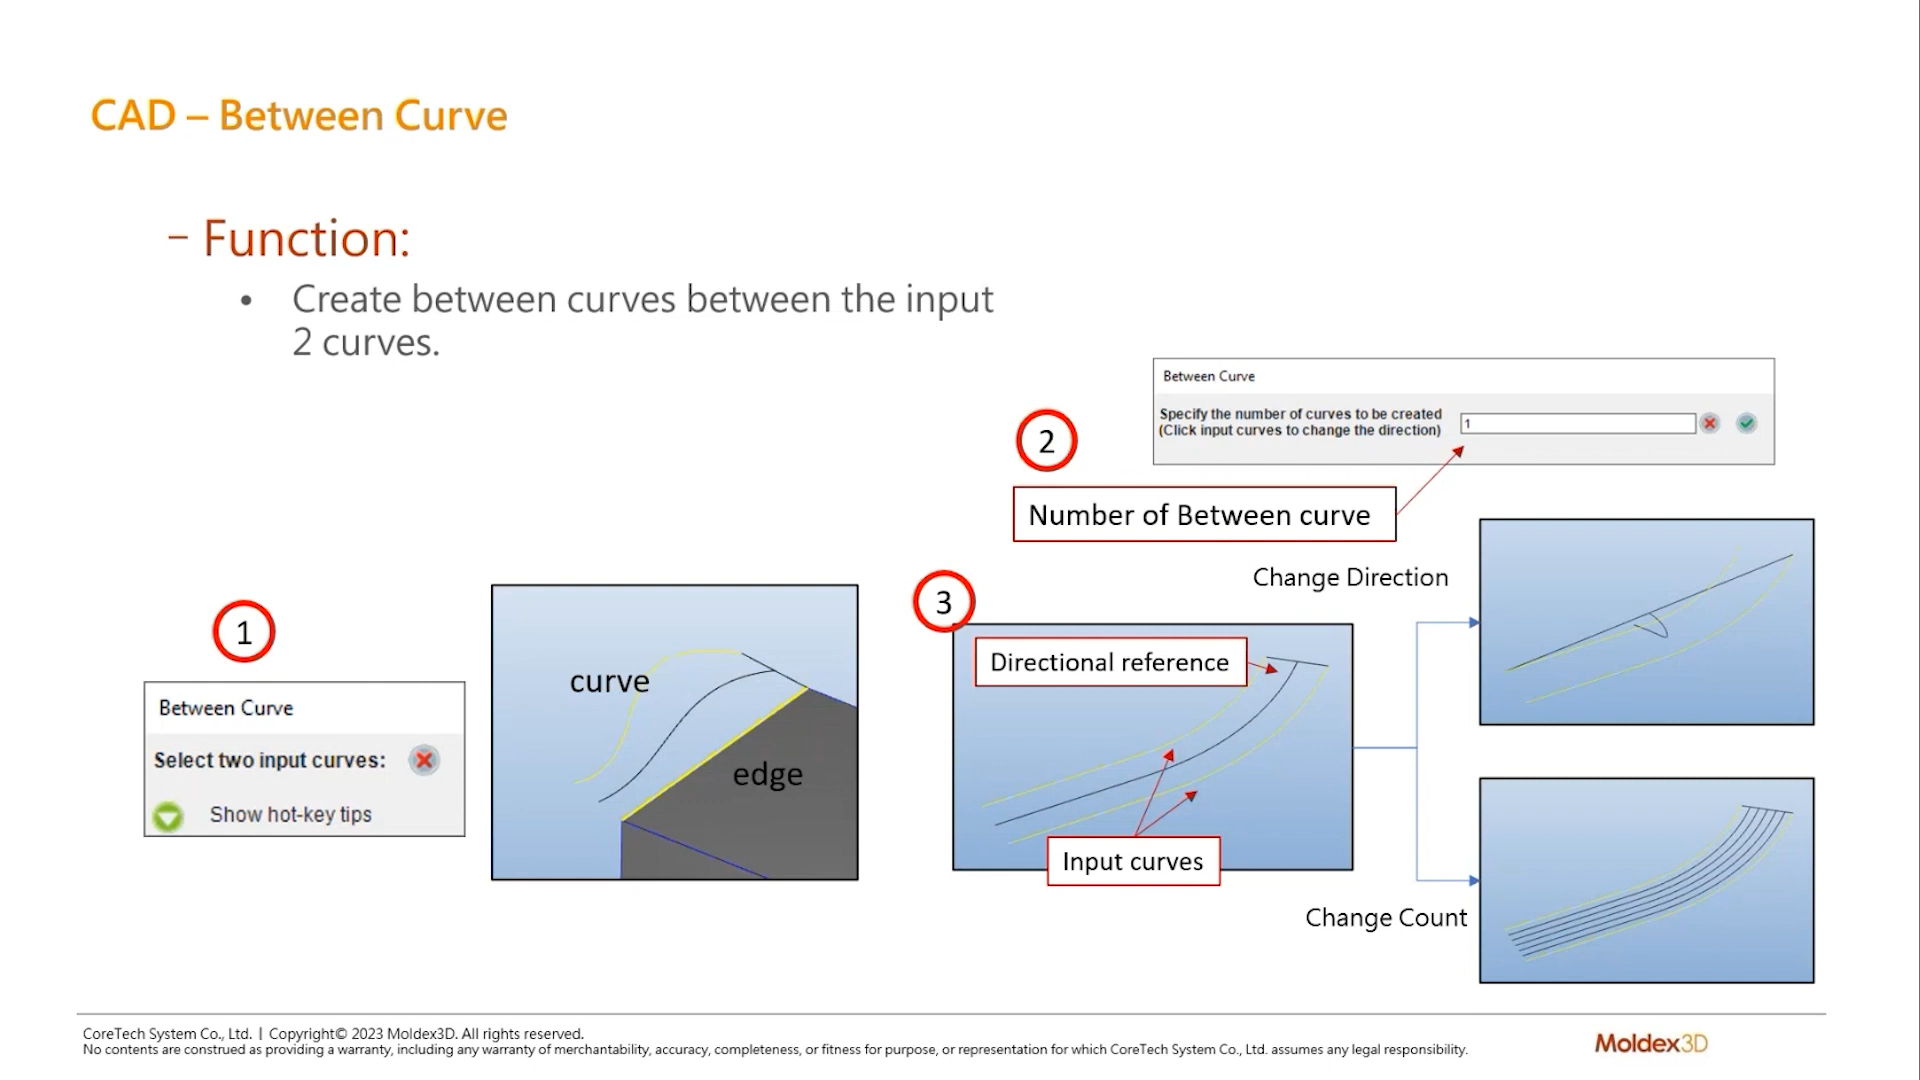 CAD – Between Curve
– Function:
• Create between curves between the input
2 curves.
1
Between Curve
Select two input curves:
Show hot-key tips
curve
edge
2
Between Curve
Specify the number of curves to be created
(Click input curves to change the direction)
1
Number of Between curve
3
Directional reference
Input curves
Change Direction
Change Count
CoreTech System Co., Ltd. | Copyright© 2023 Moldex3D. All rights reserved.
No contents are construed as providing a warranty, including any warranty of merchantability, accuracy, completeness, or fitness for purpose, or representation for which CoreTech System Co., Ltd. assumes any legal responsibility.
Moldex3D